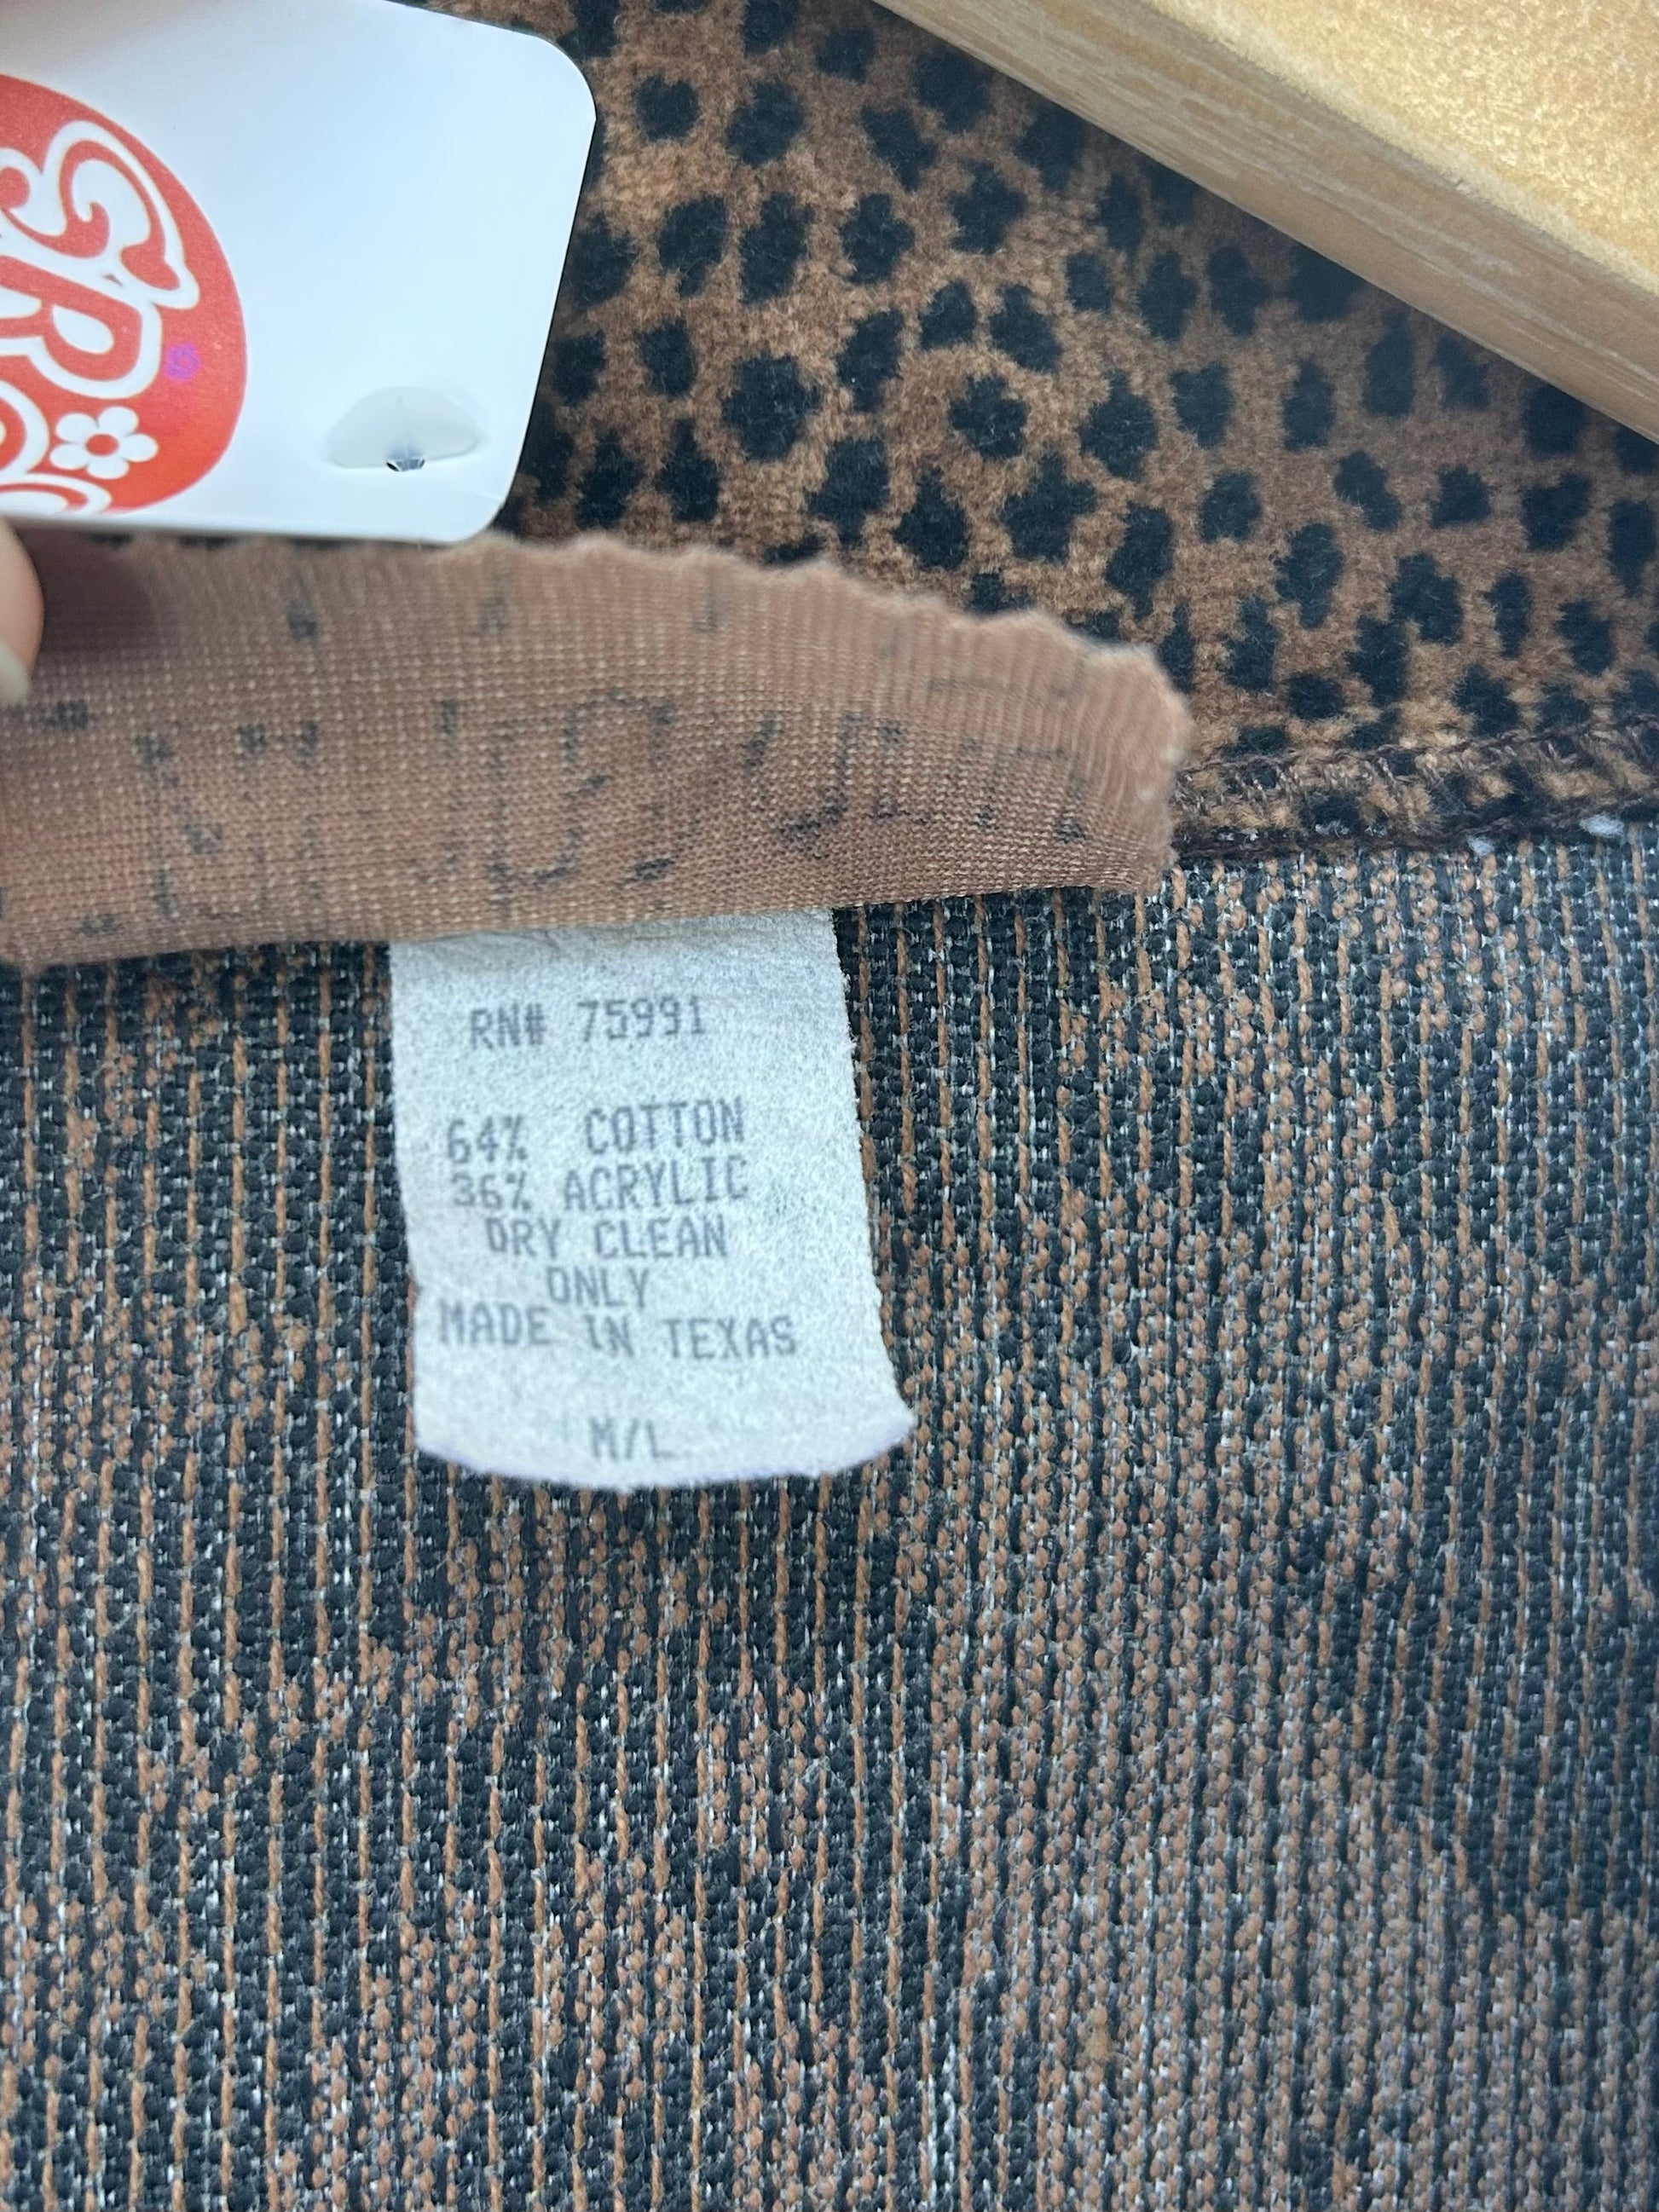 RN# 75991
64% COTTON
36% ACRYLIC
DRY CLEAN
ONLY
MADE IN TEXAS
M/L